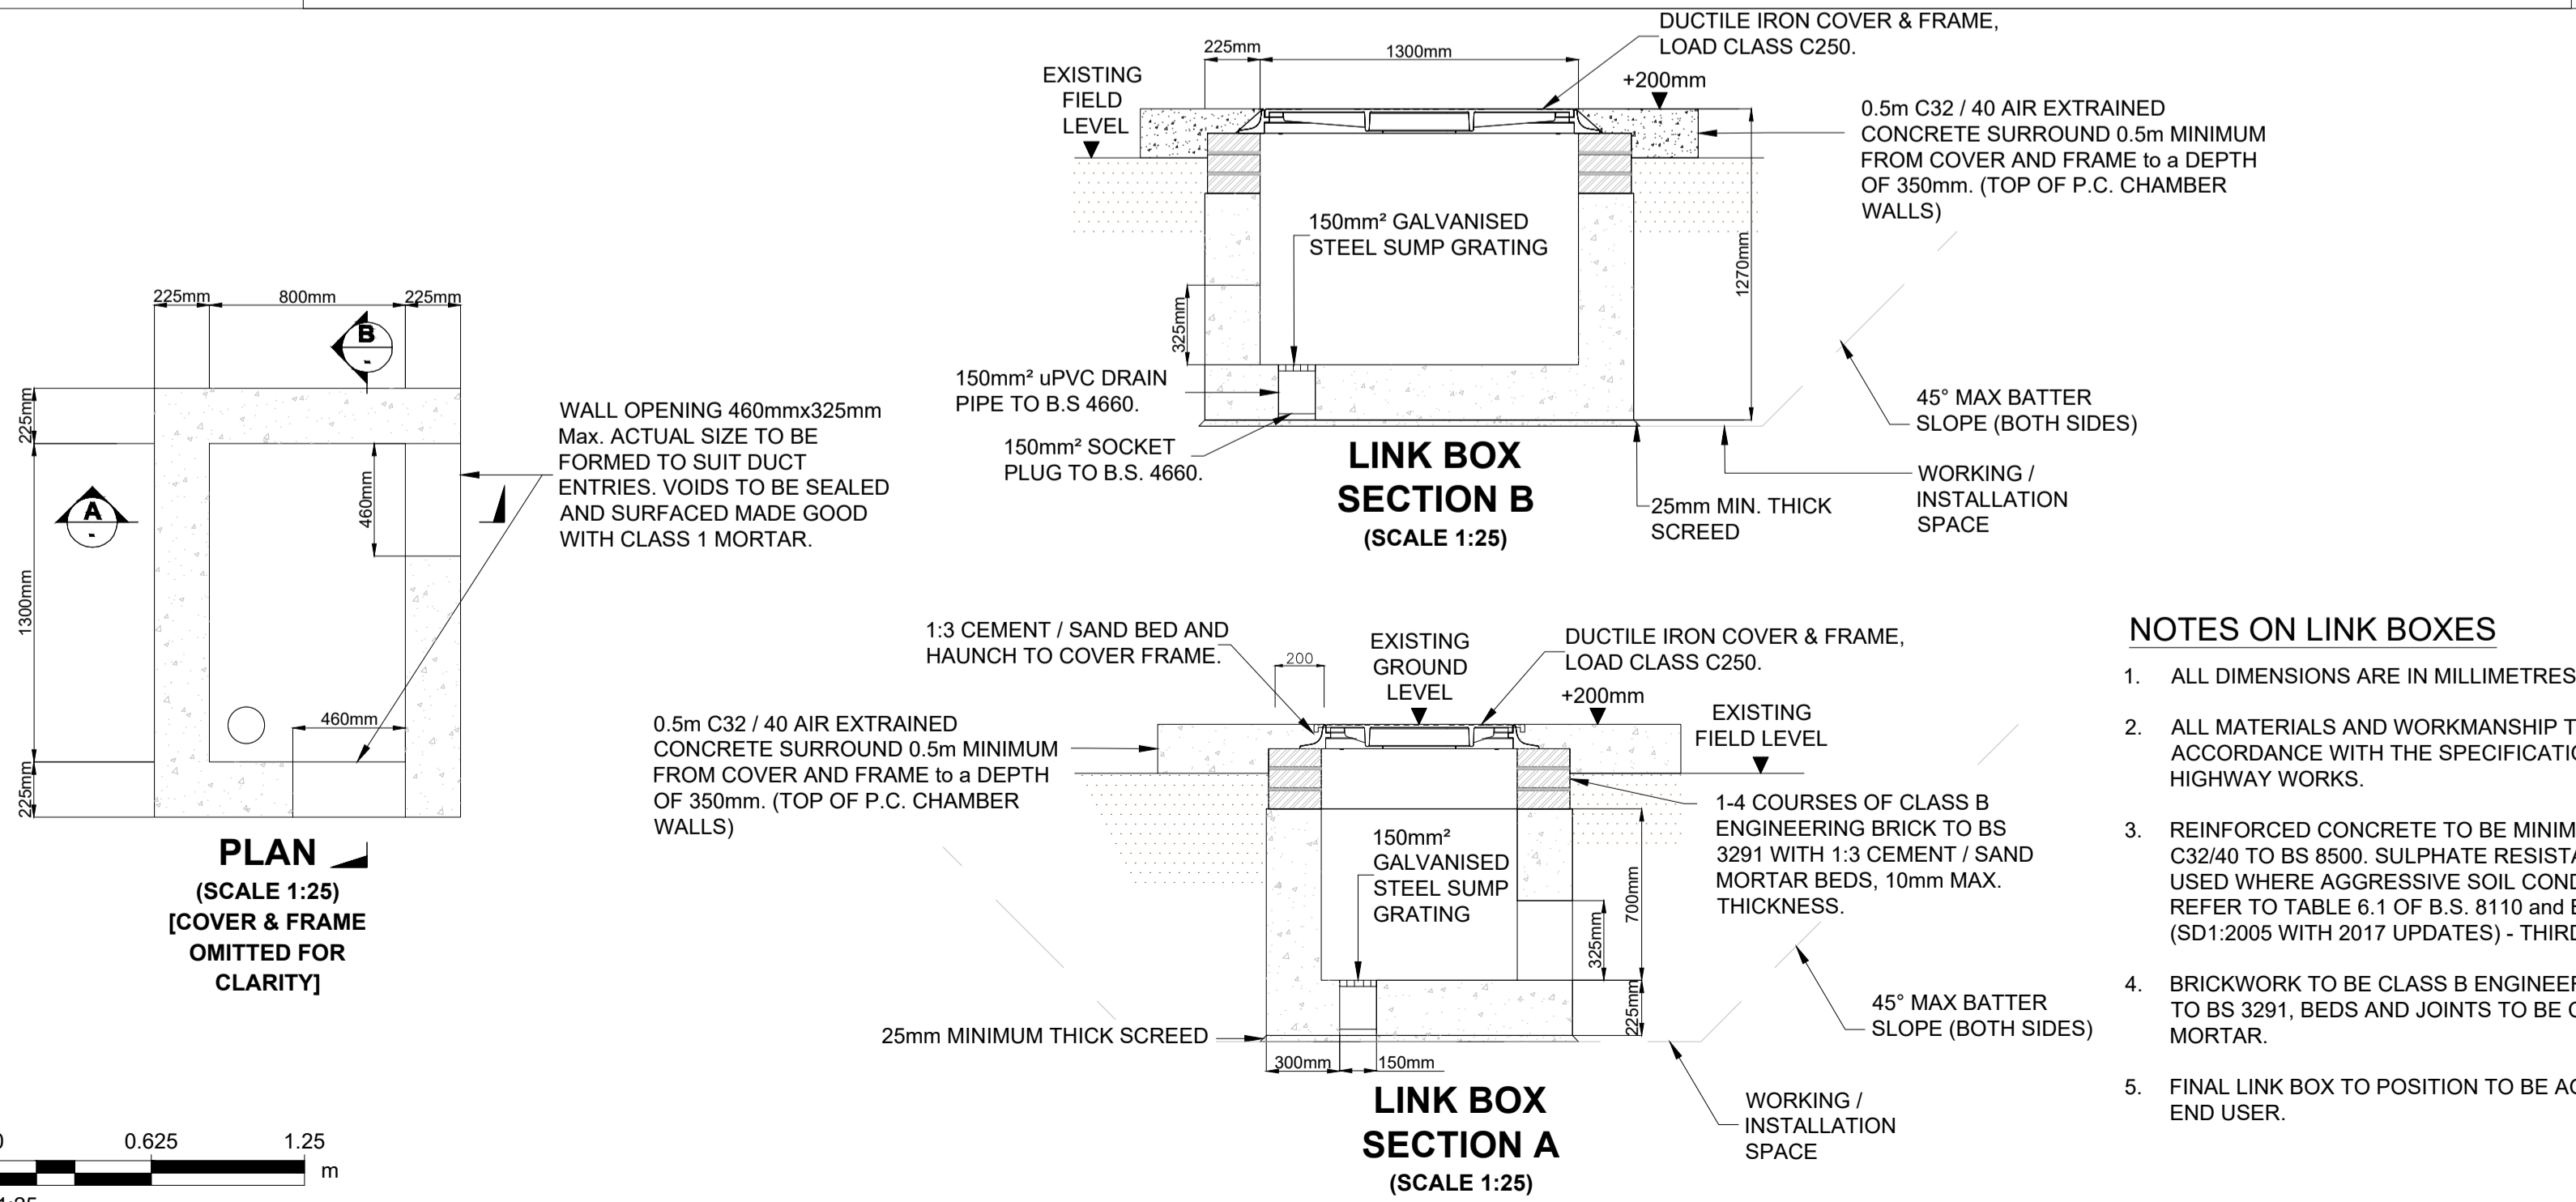 225mm
800mm
225mm
B
-
225mm
1300mm
225mm
A
-
460mm
460mm
WALL OPENING 460mmx325mm
Max. ACTUAL SIZE TO BE
FORMED TO SUIT DUCT
ENTRIES. VOIDS TO BE SEALED
AND SURFACED MADE GOOD
WITH CLASS 1 MORTAR.
PLAN
(SCALE 1:25)
[COVER & FRAME
OMITTED FOR
CLARITY]
0.625
1.25
m
225mm
1300mm
DUCTILE IRON COVER & FRAME,
LOAD CLASS C250.
EXISTING
FIELD
LEVEL
+200mm
0.5m C32 / 40 AIR EXTRAINED
CONCRETE SURROUND 0.5m MINIMUM
FROM COVER AND FRAME to a DEPTH
OF 350mm. (TOP OF P.C. CHAMBER
WALLS)
150mm² GALVANISED
STEEL SUMP GRATING
325mm
1270mm
150mm² uPVC DRAIN
PIPE TO B.S 4660.
150mm² SOCKET
PLUG TO B.S. 4660.
45° MAX BATTER
SLOPE (BOTH SIDES)
WORKING /
INSTALLATION
SPACE
25mm MIN. THICK
SCREED
LINK BOX
SECTION B
(SCALE 1:25)
1:3 CEMENT / SAND BED AND
HAUNCH TO COVER FRAME.
200
EXISTING
GROUND
LEVEL
DUCTILE IRON COVER & FRAME,
LOAD CLASS C250.
+200mm
EXISTING
FIELD LEVEL
0.5m C32 / 40 AIR EXTRAINED
CONCRETE SURROUND 0.5m MINIMUM
FROM COVER AND FRAME to a DEPTH
OF 350mm. (TOP OF P.C. CHAMBER
WALLS)
1-4 COURSES OF CLASS B
ENGINEERING BRICK TO BS
3291 WITH 1:3 CEMENT / SAND
MORTAR BEDS, 10mm MAX.
THICKNESS.
150mm²
GALVANISED
STEEL SUMP
GRATING
700mm
325mm
225mm
45° MAX BATTER
SLOPE (BOTH SIDES)
25mm MINIMUM THICK SCREED
300mm
150mm
WORKING /
INSTALLATION
SPACE
LINK BOX
SECTION A
(SCALE 1:25)
NOTES ON LINK BOXES
1. ALL DIMENSIONS ARE IN MILLIMETRES
2. ALL MATERIALS AND WORKMANSHIP T
ACCORDANCE WITH THE SPECIFICATIO
HIGHWAY WORKS.
3. REINFORCED CONCRETE TO BE MINIM
C32/40 TO BS 8500. SULPHATE RESISTA
USED WHERE AGGRESSIVE SOIL COND
REFER TO TABLE 6.1 OF B.S. 8110 and
(SD1:2005 WITH 2017 UPDATES) - THIRD
4. BRICKWORK TO BE CLASS B ENGINEER
TO BS 3291, BEDS AND JOINTS TO BE
MORTAR.
5. FINAL LINK BOX TO POSITION TO BE
END USER.